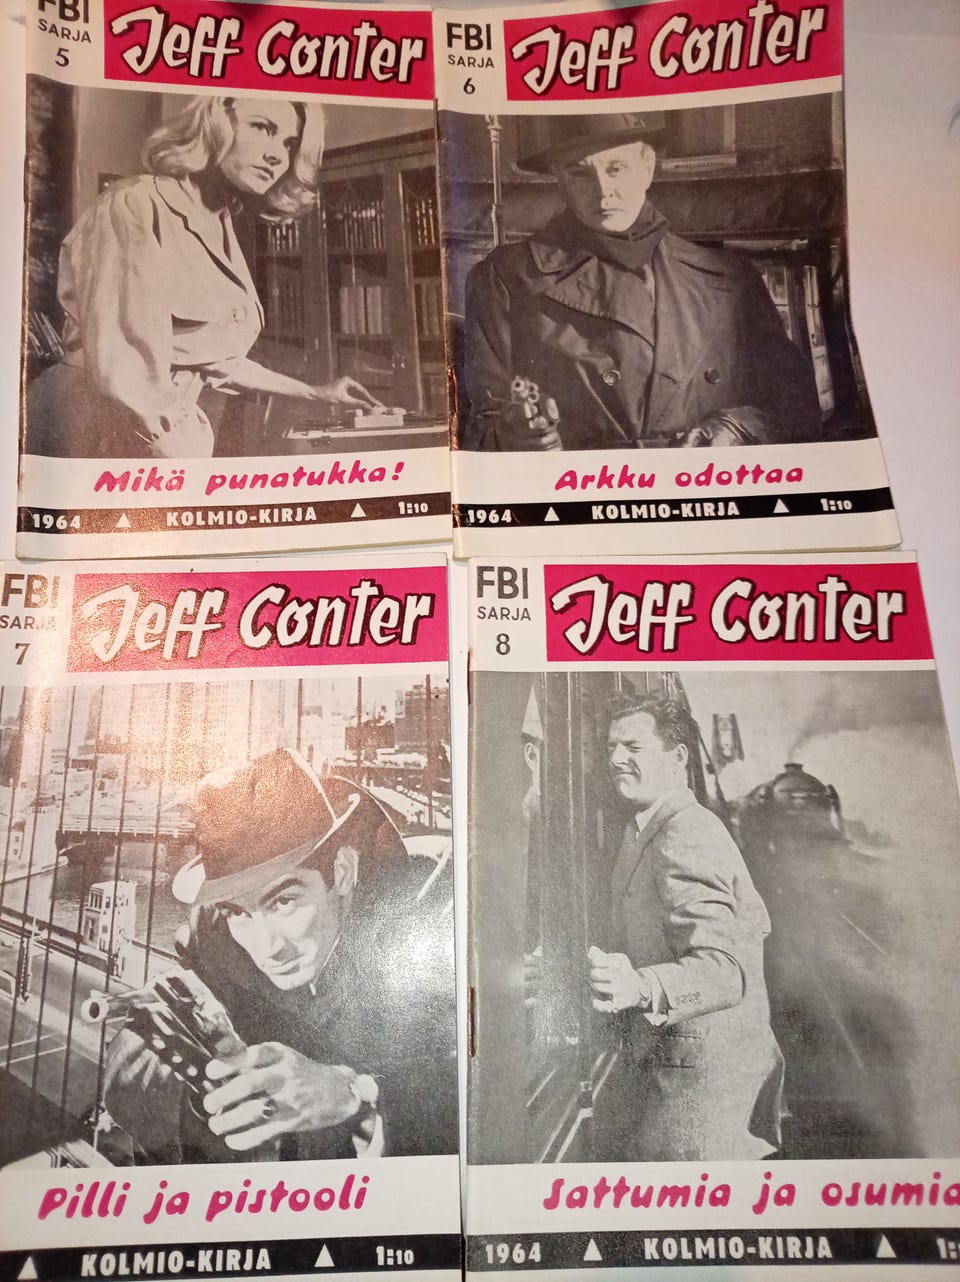 FBI
SARJA
5
Jeff Conter
Mikä punatukka!
1964 KOLMIO-KIRJA 1:10
FBI
SARJA
6
Jeff Conter
Arkku odottaa
1964 KOLMIO-KIRJA 1:10
FBI
SARJA
7
Jeff Conter
Pilli ja pistooli
KOLMIO-KIRJA 1:10
FBI
SARJA
8
Jeff Conter
Sattumia ja osumia
1964 KOLMIO-KIRJA 1: